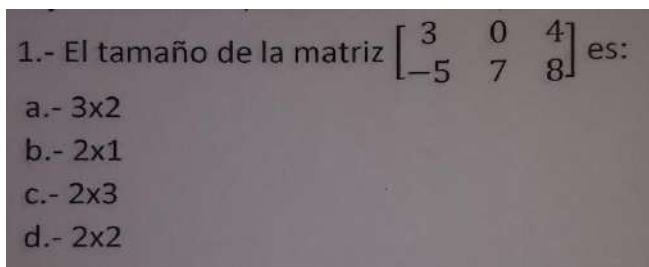 1.- El tamaño de la matriz [3 0 4
-5 7 8] es:
a.- 3x2
b.- 2x1
c.- 2x3
d.- 2x2